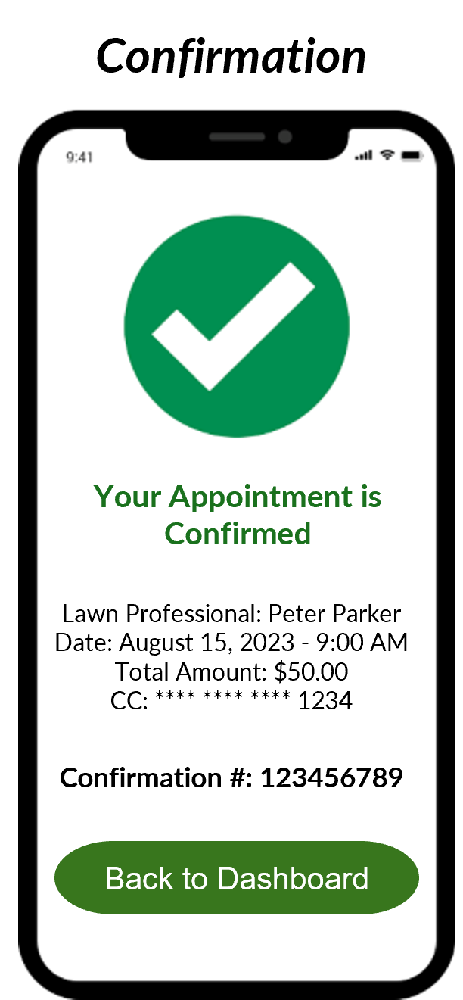 Confirmation
9:41
Your Appointment is
Confirmed
Lawn Professional: Peter Parker
Date: August 15, 2023 - 9:00 AM
Total Amount: $50.00
CC: **** **** **** 1234
Confirmation #: 123456789
Back to Dashboard